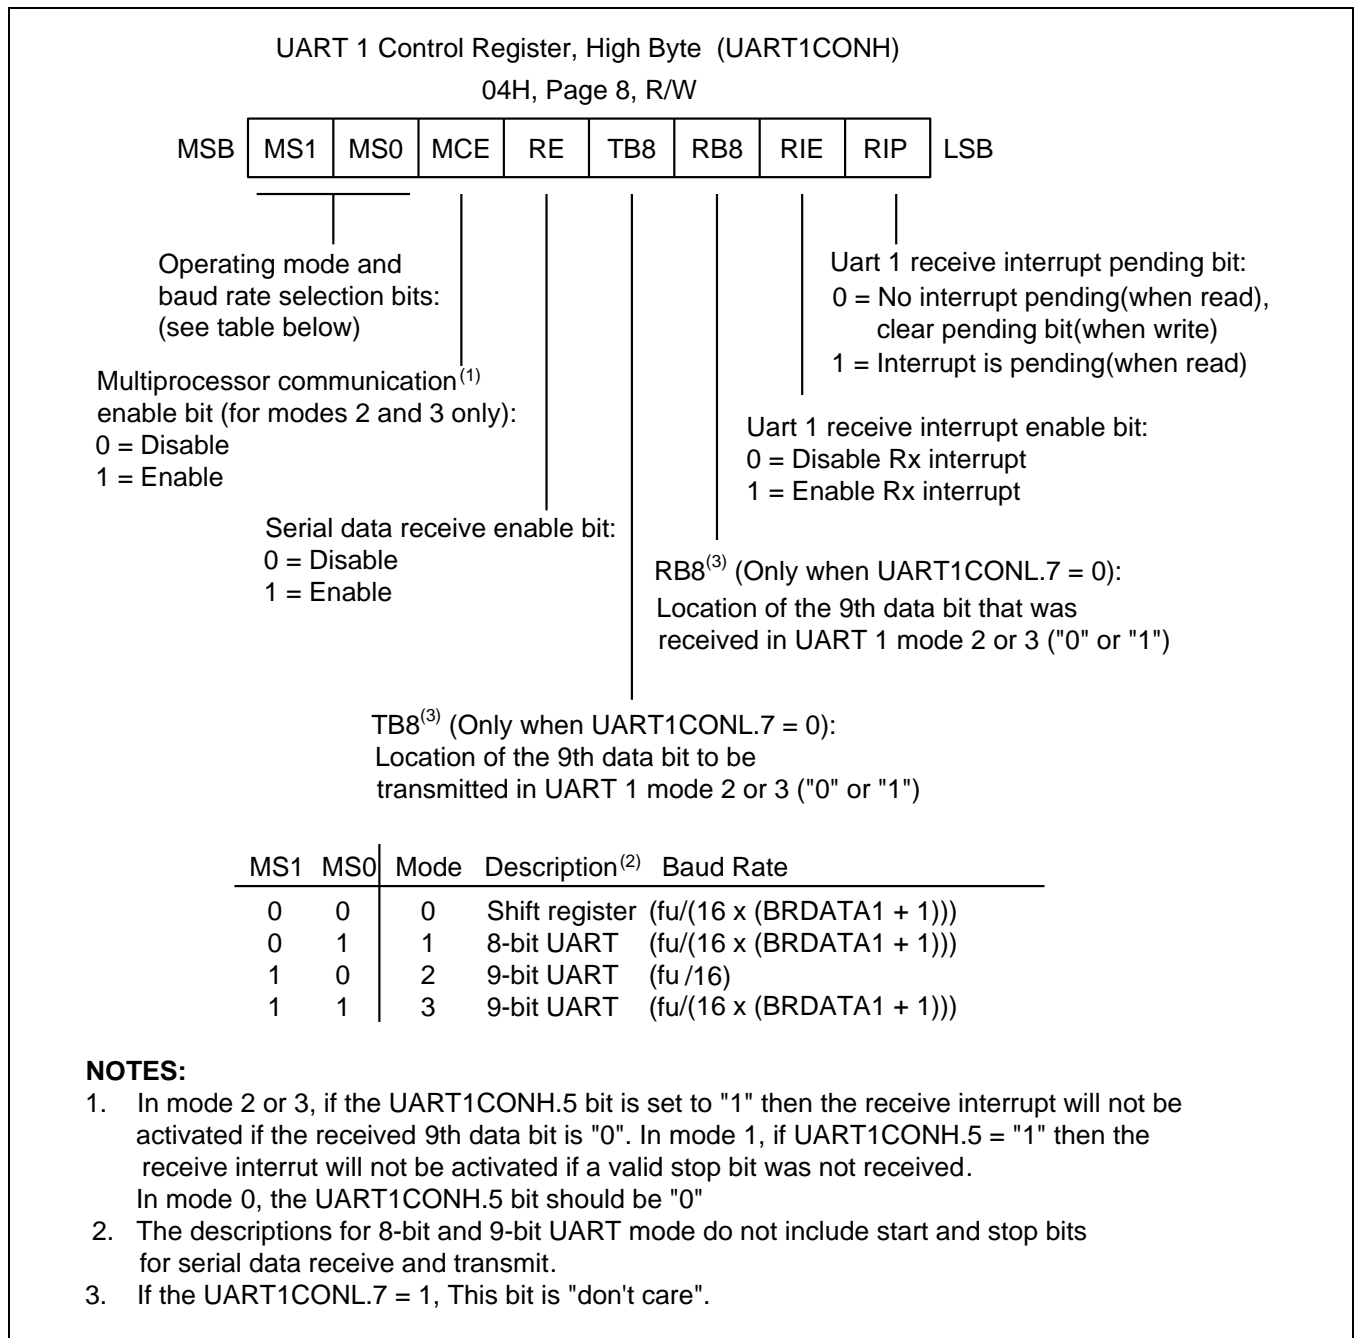 UART 1 Control Register, High Byte (UART1CONH)
04H, Page 8, R/W
MSB MS1 MS0 MCE RE TB8 RB8 RIE RIP LSB
Operating mode and
baud rate selection bits:
(see table below)
Uart 1 receive interrupt pending bit:
0 = No interrupt pending(when read),
clear pending bit(when write)
1 = Interrupt is pending(when read)
Multiprocessor communication(1)
enable bit (for modes 2 and 3 only):
0 = Disable
1 = Enable
Uart 1 receive interrupt enable bit:
0 = Disable Rx interrupt
1 = Enable Rx interrupt
Serial data receive enable bit:
0 = Disable
1 = Enable
RB8(3) (Only when UART1CONL.7 = 0):
Location of the 9th data bit that was
received in UART 1 mode 2 or 3 ("0" or "1")
TB8(3) (Only when UART1CONL.7 = 0):
Location of the 9th data bit to be
transmitted in UART 1 mode 2 or 3 ("0" or "1")
MS1 MS0 Mode Description(2) Baud Rate
0 0 0 Shift register (fu/(16 x (BRDATA1 + 1)))
0 1 1 8-bit UART (fu/(16 x (BRDATA1 + 1)))
1 0 2 9-bit UART (fu /16)
1 1 3 9-bit UART (fu/(16 x (BRDATA1 + 1)))
NOTES:
1. In mode 2 or 3, if the UART1CONH.5 bit is set to "1" then the receive interrupt will not be
activated if the received 9th data bit is "0". In mode 1, if UART1CONH.5 = "1" then the
receive interrut will not be activated if a valid stop bit was not received.
In mode 0, the UART1CONH.5 bit should be "0"
2. The descriptions for 8-bit and 9-bit UART mode do not include start and stop bits
for serial data receive and transmit.
3. If the UART1CONL.7 = 1, This bit is "don't care".